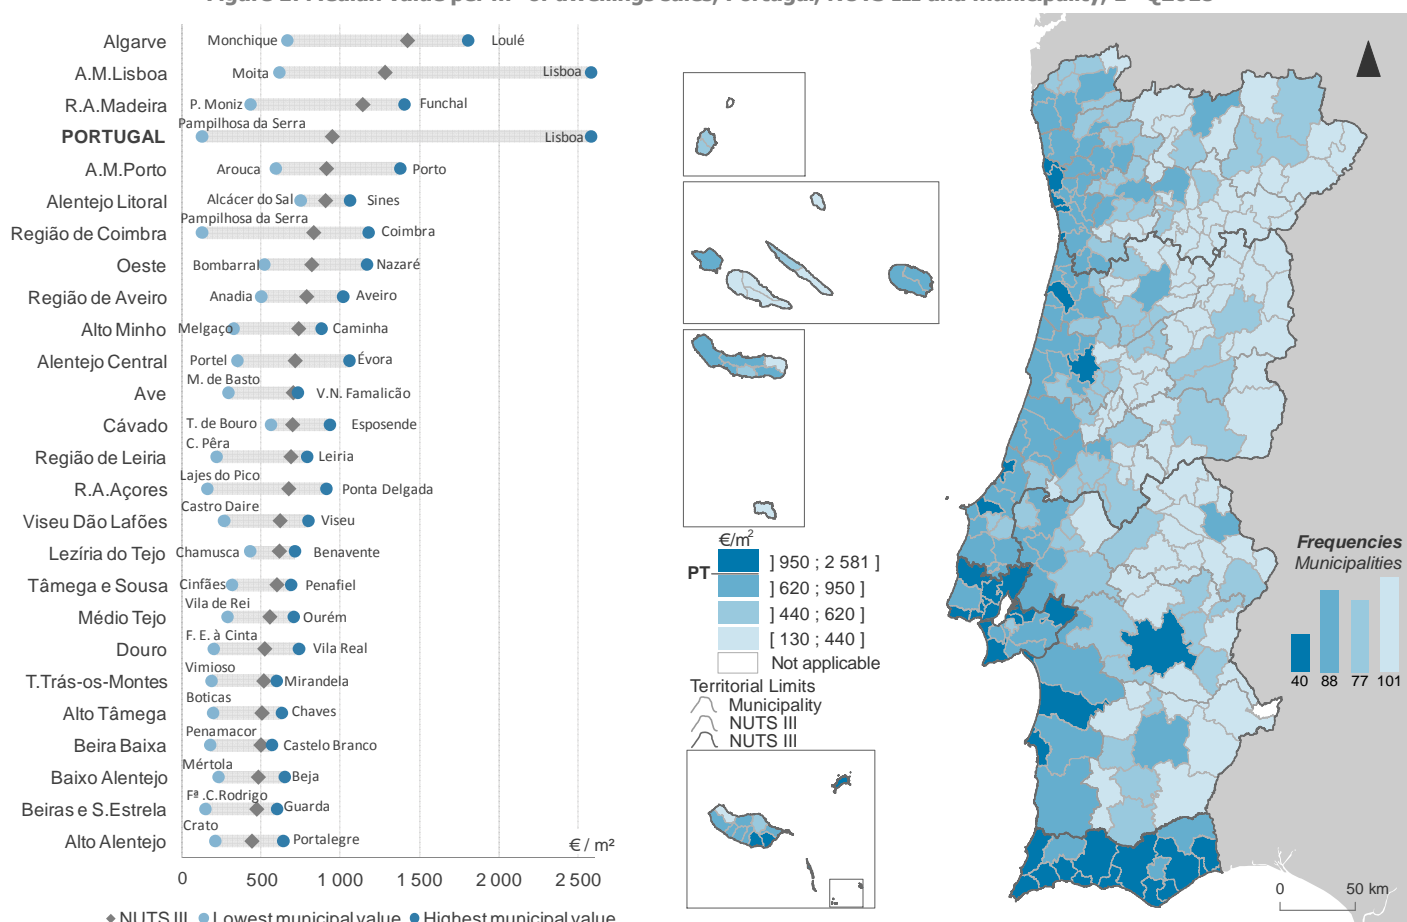 Algarve Monchique Loulé
A.M.Lisboa Moita Lisboa
R.A.Madeira P. Moniz Funchal
Pampilhosa da Serra
PORTUGAL Lisboa
A.M.Porto Arouca Porto
Alentejo Litoral Alcácer do Sal Sines
Pampilhosa da Serra
Região de Coimbra Coimbra
Oeste Bombarral Nazaré
Região de Aveiro Anadia Aveiro
Alto Minho Melgaço Caminha
Alentejo Central Portel Évora
M. de Basto
Ave V.N. Famalicão
Cávado T. de Bouro Esposende
C. Pêra
Região de Leiria Leiria
Lajes do Pico
R.A.Açores Ponta Delgada
Castro Daire
Viseu Dão Lafões Viseu
Lezíria do Tejo Chamusca Benavente
Tâmega e Sousa Cinfães Penafiel
Vila de Rei
Médio Tejo Ourém
F. E. à Cinta
Douro Vila Real
Vimioso
T.Trás-os-Montes Mirandela
Boticas
Alto Tâmega Chaves
Penamacor
Beira Baixa Castelo Branco
Mértola
Baixo Alentejo Beja
Fª .C.Rodrigo
Beiras e S.Estrela Guarda
Crato
Alto Alentejo Portalegre
€ / m²
0 500 1 000 1 500 2 000 2 500
NUTS III Lowest municipal value Highest municipal value
€/m²
PT
] 950 ; 2 581 ]
] 620 ; 950 ]
] 440 ; 620 ]
[ 130 ; 440 ]
Not applicable
Territorial Limits
Municipality
NUTS III
NUTS III
Frequencies
Municipalities
40 88 77 101
0 50 km